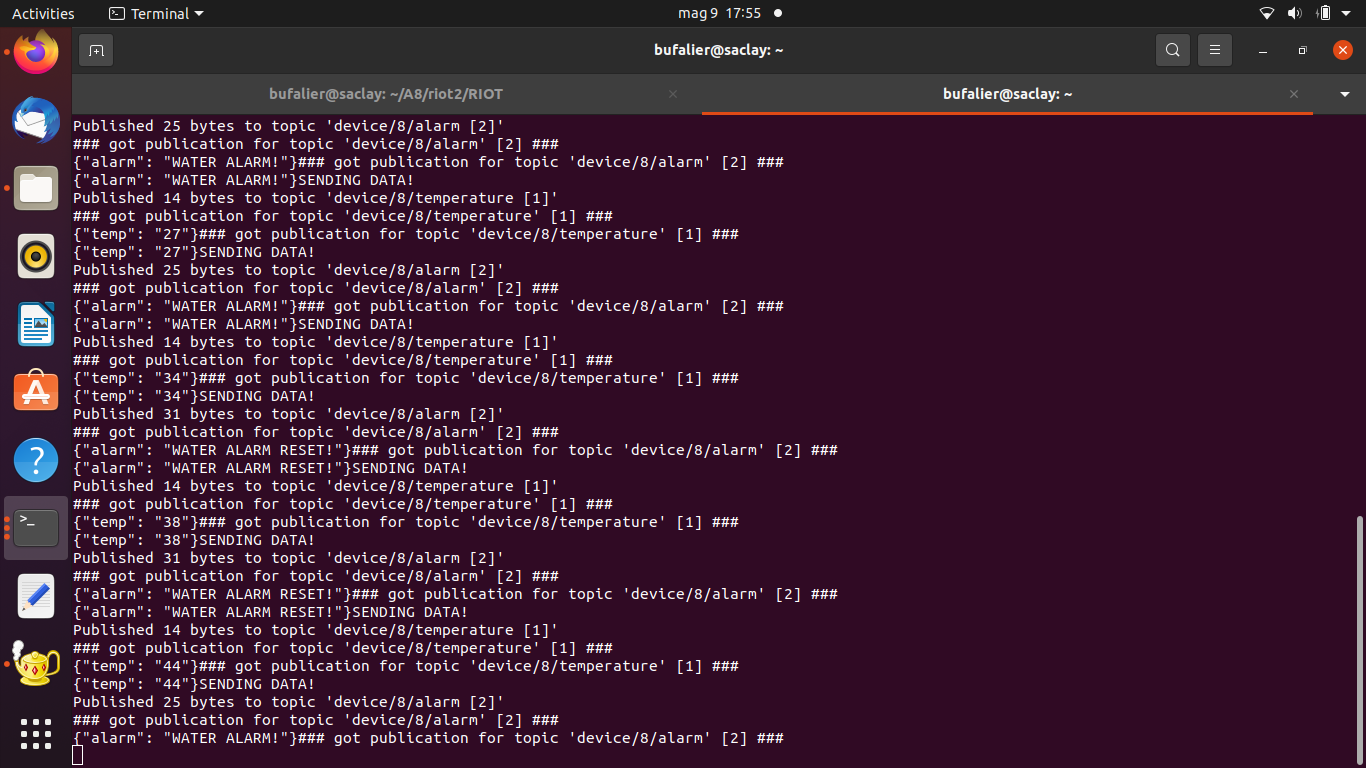 Activities
Terminal
mag 9 17:55
bufalier@saclay: ~
bufalier@saclay: ~/A8/riot2/RIOT
bufalier@saclay: ~
Published 25 bytes to topic 'device/8/alarm [2]'
### got publication for topic 'device/8/alarm' [2] ###
{"alarm": "WATER ALARM!"}### got publication for topic 'device/8/alarm' [2] ###
{"alarm": "WATER ALARM!"}SENDING DATA!
Published 14 bytes to topic 'device/8/temperature [1]'
### got publication for topic 'device/8/temperature' [1] ###
{"temp": "27"}### got publication for topic 'device/8/temperature' [1] ###
{"temp": "27"}SENDING DATA!
Published 25 bytes to topic 'device/8/alarm [2]'
### got publication for topic 'device/8/alarm' [2] ###
{"alarm": "WATER ALARM!"}### got publication for topic 'device/8/alarm' [2] ###
{"alarm": "WATER ALARM!"}SENDING DATA!
Published 14 bytes to topic 'device/8/temperature [1]'
### got publication for topic 'device/8/temperature' [1] ###
{"temp": "34"}### got publication for topic 'device/8/temperature' [1] ###
{"temp": "34"}SENDING DATA!
Published 31 bytes to topic 'device/8/alarm [2]'
### got publication for topic 'device/8/alarm' [2] ###
{"alarm": "WATER ALARM RESET!"}### got publication for topic 'device/8/alarm' [2] ###
{"alarm": "WATER ALARM RESET!"}SENDING DATA!
Published 14 bytes to topic 'device/8/temperature [1]'
### got publication for topic 'device/8/temperature' [1] ###
{"temp": "38"}### got publication for topic 'device/8/temperature' [1] ###
{"temp": "38"}SENDING DATA!
Published 31 bytes to topic 'device/8/alarm [2]'
### got publication for topic 'device/8/alarm' [2] ###
{"alarm": "WATER ALARM RESET!"}### got publication for topic 'device/8/alarm' [2] ###
{"alarm": "WATER ALARM RESET!"}SENDING DATA!
Published 14 bytes to topic 'device/8/temperature [1]'
### got publication for topic 'device/8/temperature' [1] ###
{"temp": "44"}### got publication for topic 'device/8/temperature' [1] ###
{"temp": "44"}SENDING DATA!
Published 25 bytes to topic 'device/8/alarm [2]'
### got publication for topic 'device/8/alarm' [2] ###
{"alarm": "WATER ALARM!"}### got publication for topic 'device/8/alarm' [2] ###